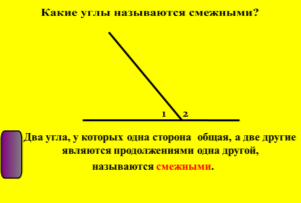 Какие углы называются смежными?
1 2
Два угла, у которых одна сторона общая, а две другие
являются продолжениями одна другой,
называются смежными.